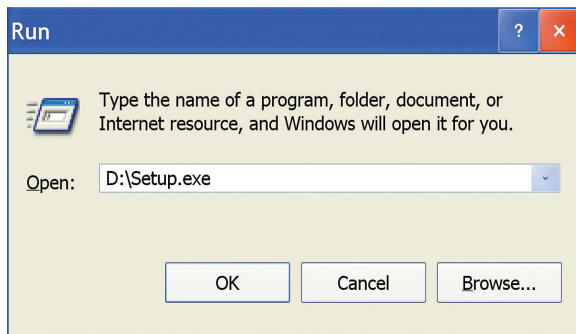 Run
?
×
Type the name of a program, folder, document, or
Internet resource, and Windows will open it for you.
Open: D:\Setup.exe
OK Cancel Browse...